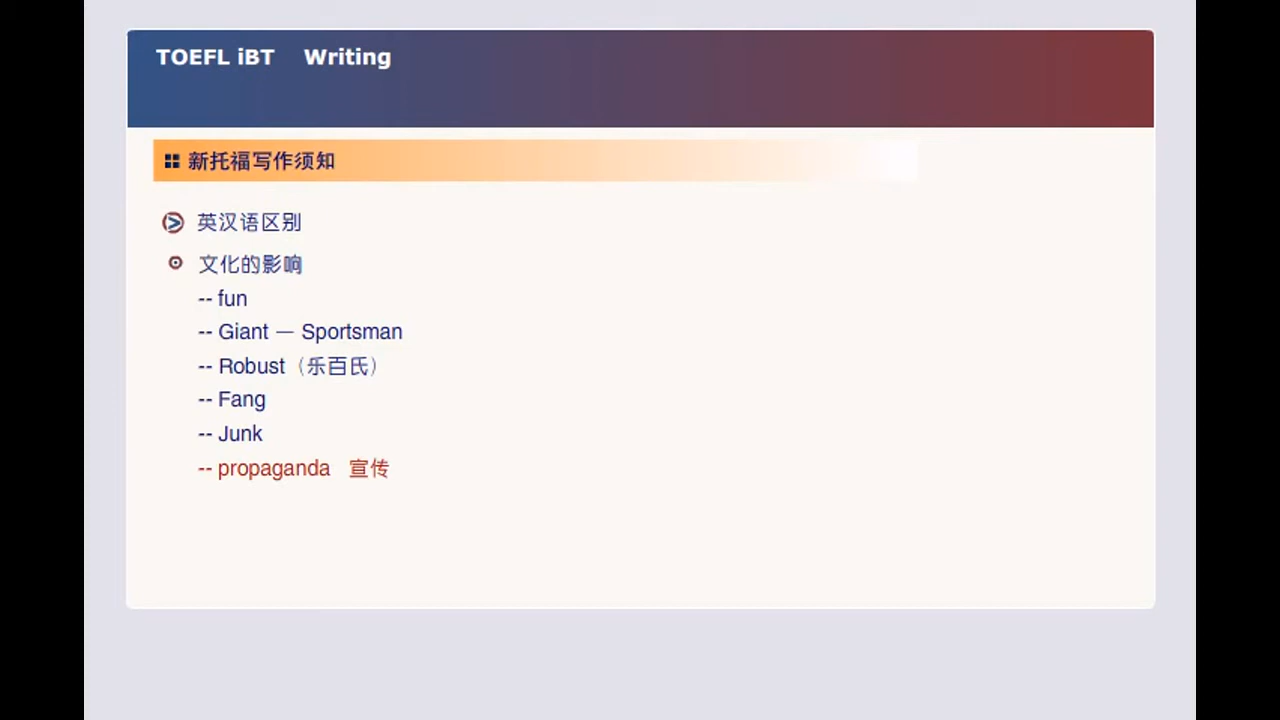 TOEFL iBT Writing
新托福写作须知
英汉语区别
文化的影响
-- fun
-- Giant — Sportsman
-- Robust（乐百氏）
-- Fang
-- Junk
-- propaganda 宣传